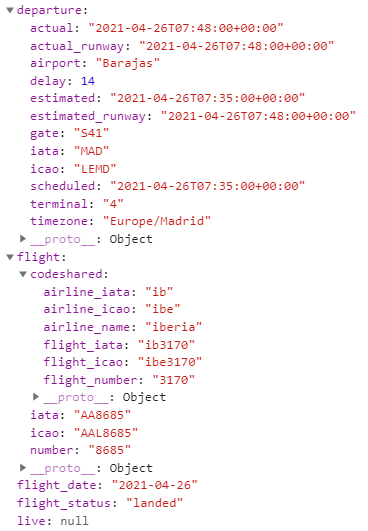 departure:
actual: "2021-04-26T07:48:00+00:00"
actual_runway: "2021-04-26T07:48:00+00:00"
airport: "Barajas"
delay: 14
estimated: "2021-04-26T07:35:00+00:00"
estimated_runway: "2021-04-26T07:48:00+00:00"
gate: "S41"
iata: "MAD"
icao: "LEMD"
scheduled: "2021-04-26T07:35:00+00:00"
terminal: "4"
timezone: "Europe/Madrid"
__proto__: Object
flight:
codeshared:
airline_iata: "ib"
airline_icao: "ibe"
airline_name: "iberia"
flight_iata: "ib3170"
flight_icao: "ibe3170"
flight_number: "3170"
__proto__: Object
iata: "AA8685"
icao: "AAL8685"
number: "8685"
__proto__: Object
flight_date: "2021-04-26"
flight_status: "landed"
live: null